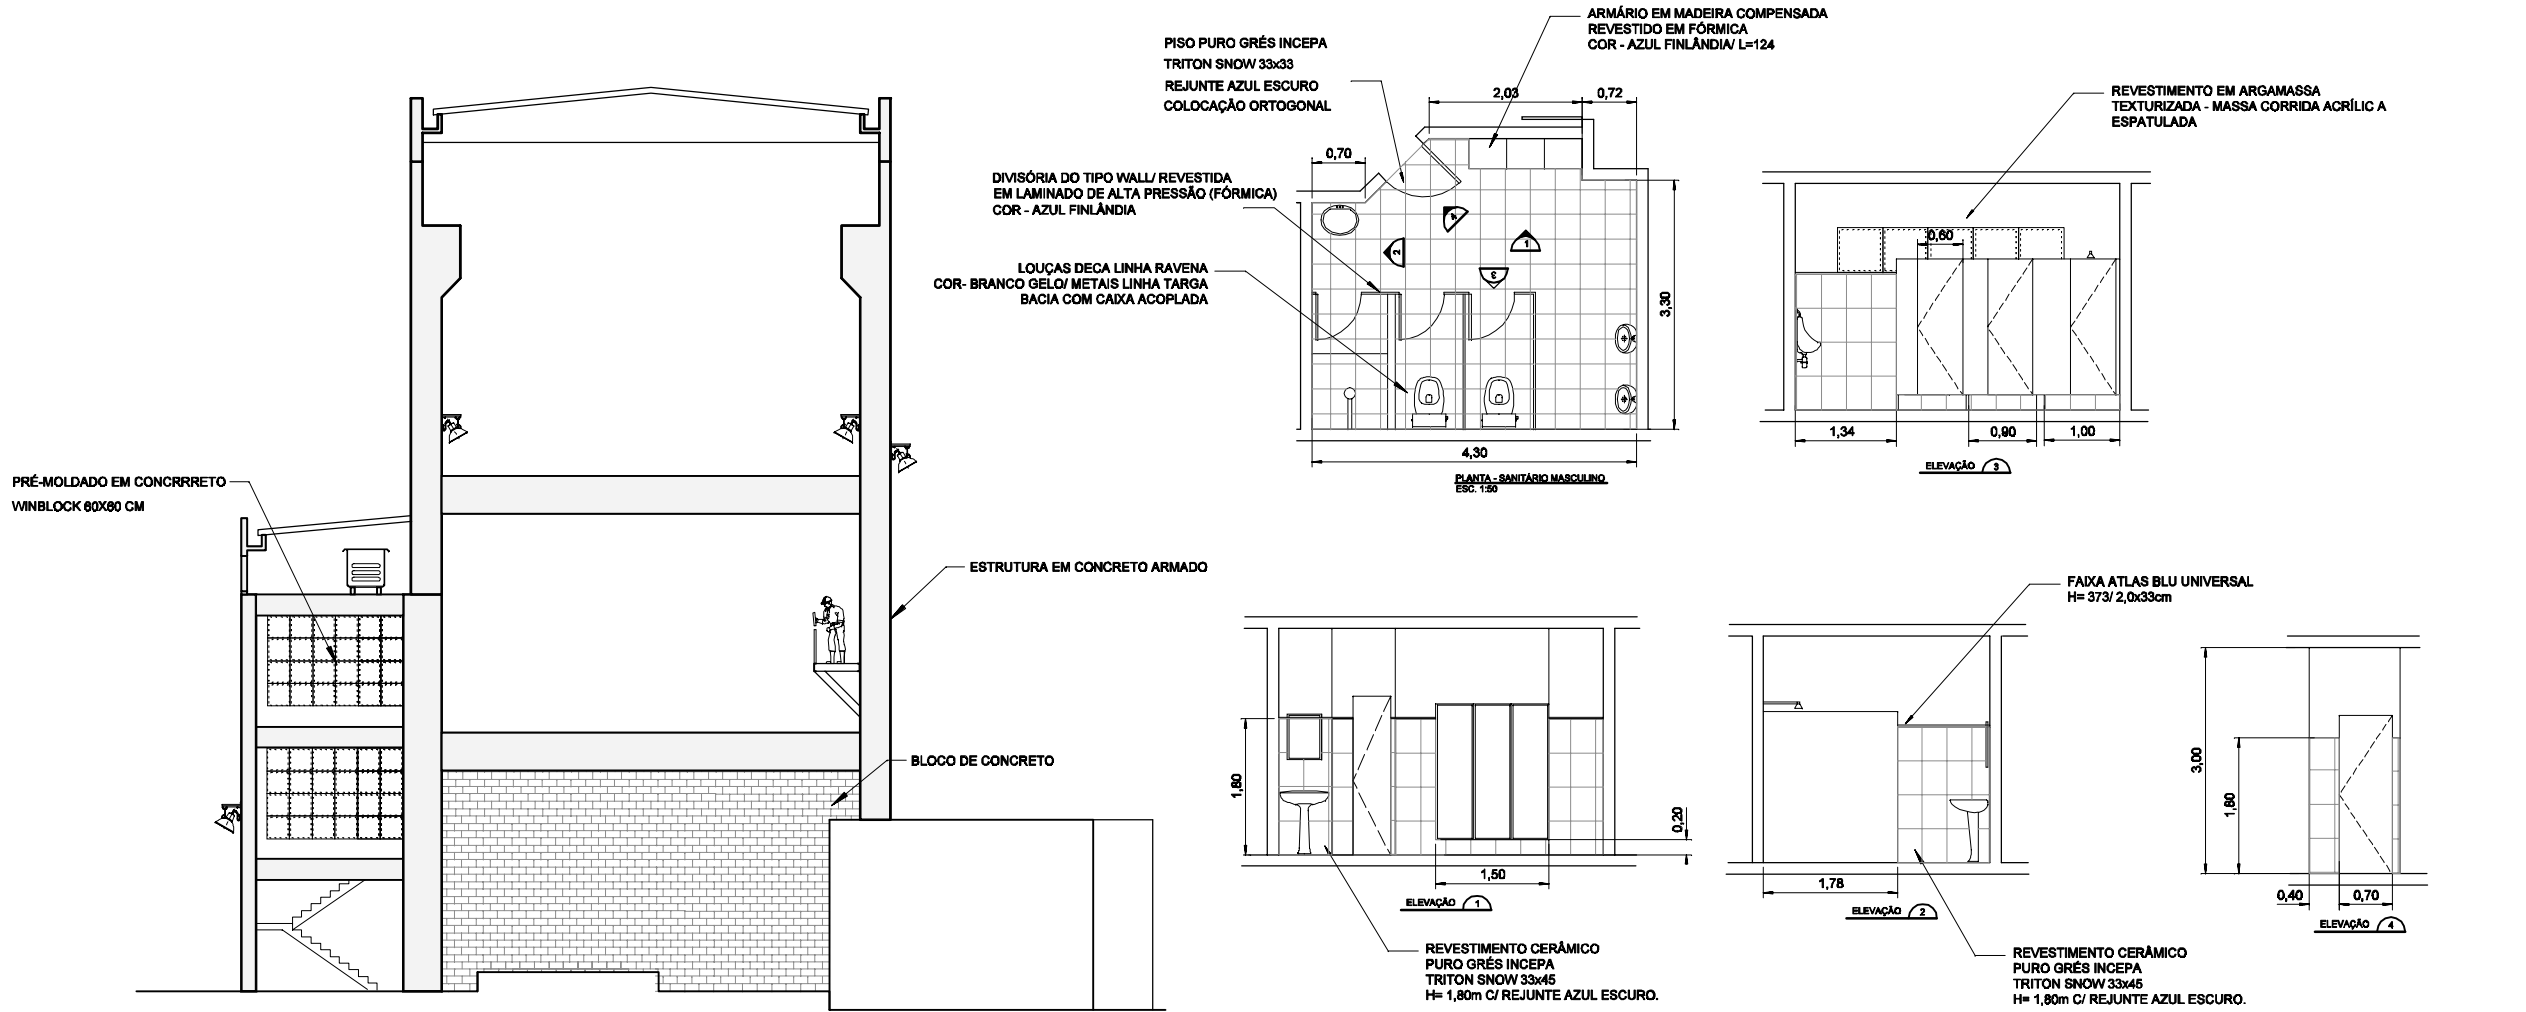 PISO PURO GRÉS INCEPA
TRITON SNOW 33x33
REJUNTE AZUL ESCURO
COLOCAÇÃO ORTOGONAL
ARMÁRIO EM MADEIRA COMPENSADA
REVESTIDO EM FÓRMICA
COR - AZUL FINLÂNDIA/ L=124
2,03
0,72
0,70
DIVISÓRIA DO TIPO WALL/ REVESTIDA
EM LAMINADO DE ALTA PRESSÃO (FÓRMICA)
COR - AZUL FINLÂNDIA
LOUÇAS DECA LINHA RAVENA
COR- BRANCO GELO/ METAIS LINHA TARGA
BACIA COM CAIXA ACOPLADA
4
2
1
3
3,30
4,30
PLANTA - SANITÁRIO MASCULINO
ESC. 1:50
REVESTIMENTO EM ARGAMASSA
TEXTURIZADA - MASSA CORRIDA ACRÍLIC A
ESPATULADA
0,60
1,34
0,90
1,00
ELEVAÇÃO 3
PRÉ-MOLDADO EM CONCRRRETO
WINBLOCK 60X60 CM
ESTRUTURA EM CONCRETO ARMADO
BLOCO DE CONCRETO
1,80
1,50
0,20
ELEVAÇÃO 1
REVESTIMENTO CERÂMICO
PURO GRÉS INCEPA
TRITON SNOW 33x45
H= 1,80m C/ REJUNTE AZUL ESCURO.
FAIXA ATLAS BLU UNIVERSAL
H= 373/ 2,0x33cm
1,78
ELEVAÇÃO 2
REVESTIMENTO CERÂMICO
PURO GRÉS INCEPA
TRITON SNOW 33x45
H= 1,80m C/ REJUNTE AZUL ESCURO.
3,00
1,80
0,40
0,70
ELEVAÇÃO 4